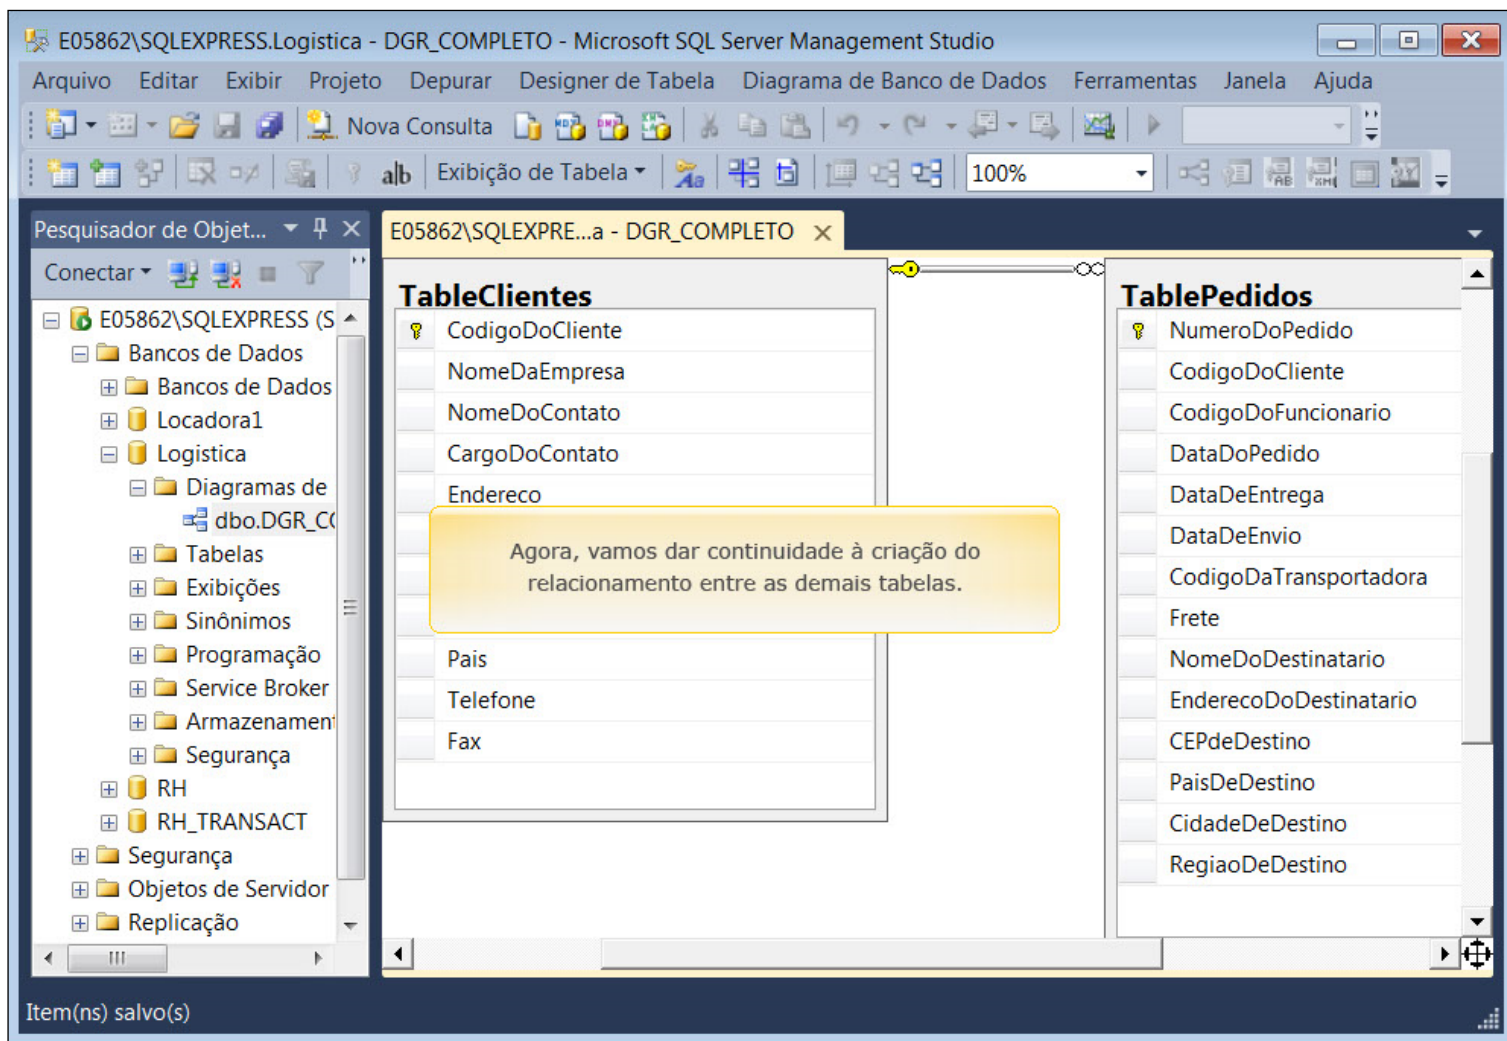 E05862\SQLEXPRESS.Logistica - DGR_COMPLETO - Microsoft SQL Server Management Studio
Arquivo Editar Exibir Projeto Depurar Designer de Tabela Diagrama de Banco de Dados Ferramentas Janela Ajuda
Nova Consulta
a|b Exibição de Tabela 100%
Pesquisador de Objet...
Conectar
E05862\SQLEXPRESS (S
Bancos de Dados
Bancos de Dados
Locadora1
Logistica
Diagramas de
dbo.DGR_C
Tabelas
Exibições
Sinônimos
Programação
Service Broker
Armazenament
Segurança
RH
RH_TRANSACT
Segurança
Objetos de Servidor
Replicação
E05862\SQLEXPRE...a - DGR_COMPLETO
TableClientes
CodigoDoCliente
NomeDaEmpresa
NomeDoContato
CargoDoContato
Endereco
Pais
Telefone
Fax
Agora, vamos dar continuidade à criação do
relacionamento entre as demais tabelas.
TablePedidos
NumeroDoPedido
CodigoDoCliente
CodigoDoFuncionario
DataDoPedido
DataDeEntrega
DataDeEnvio
CodigoDaTransportadora
Frete
NomeDoDestinatario
EnderecoDoDestinatario
CEPdeDestino
PaisDeDestino
CidadeDeDestino
RegiaoDeDestino
Item(ns) salvo(s)